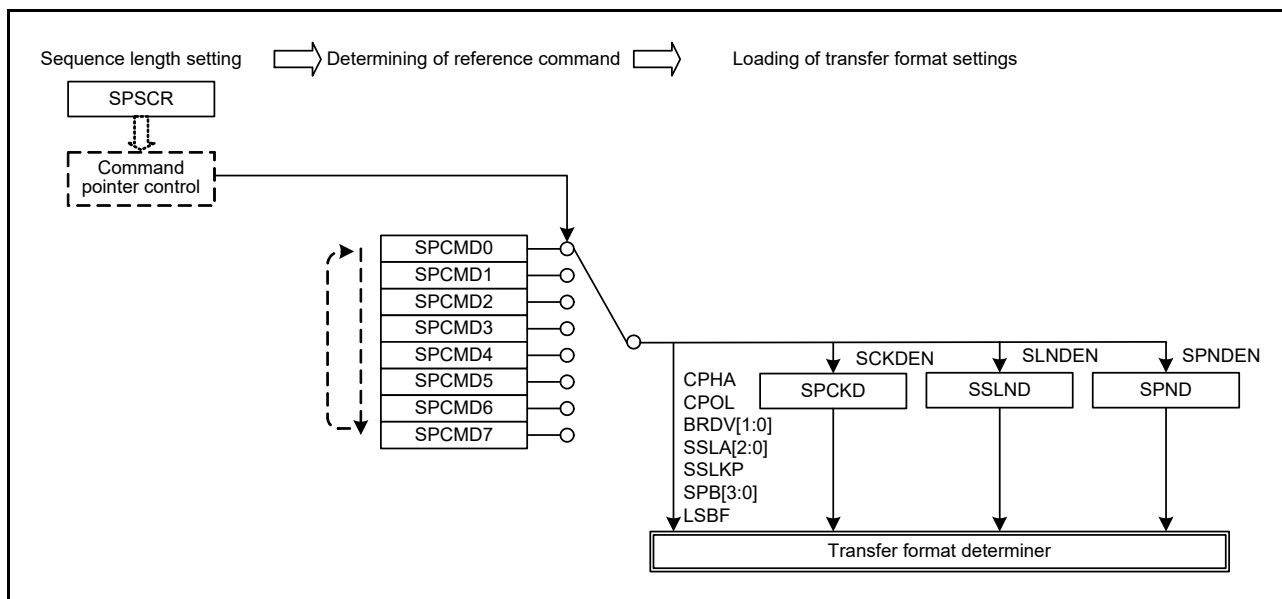 Sequence length setting
Determining of reference command
Loading of transfer format settings
SPSCR
Command
pointer control
SPCMD0
SPCMD1
SPCMD2
SPCMD3
SPCMD4
SPCMD5
SPCMD6
SPCMD7
SCKDEN
SLNDEN
SPNDEN
CPHA
CPOL
BRDV[1:0]
SSLA[2:0]
SSLKP
SPB[3:0]
LSBF
SPCKD
SSLND
SPND
Transfer format determiner